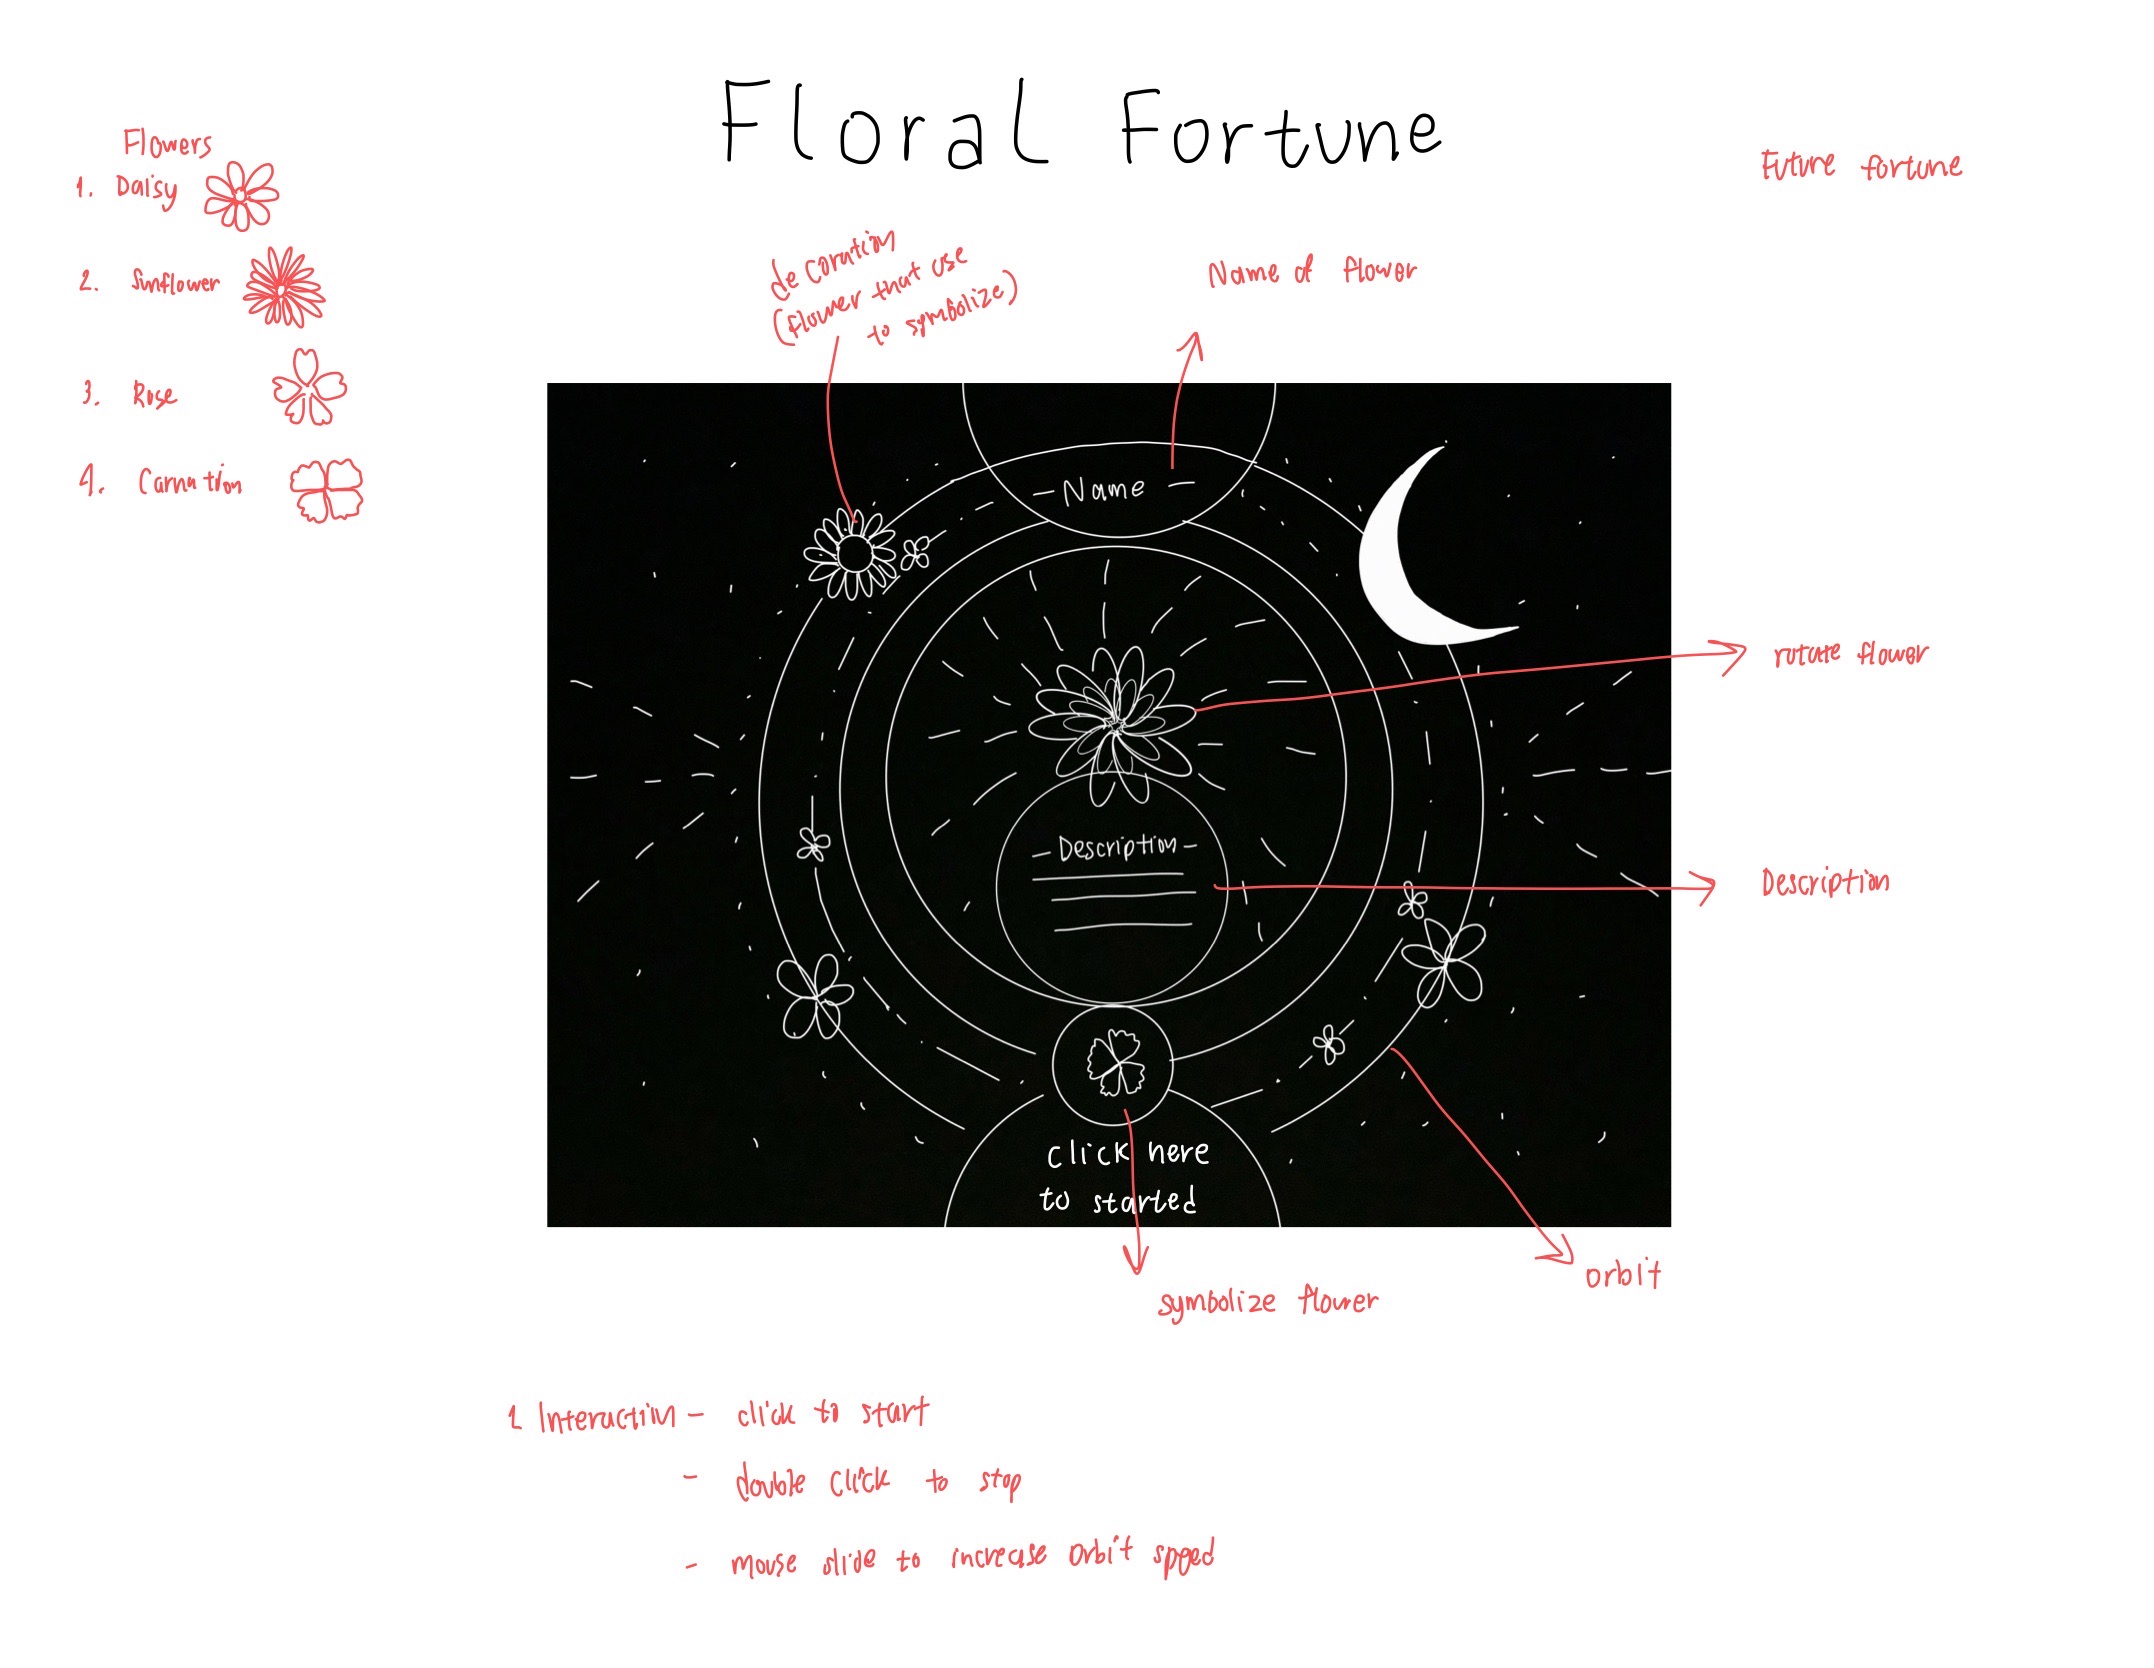 Floral Fortune
Flowers
1. Daisy
2. Sunflower
3. Rose
4. Carnation
Future fortune
decoration
(flower that use
to symbolize)
Name of flower
- Name -
rotate flower
- Description -
Description
click here
to started
orbit
symbolize flower
1 Interaction - click to start
- double click to stop
- mouse slide to increase orbit speed